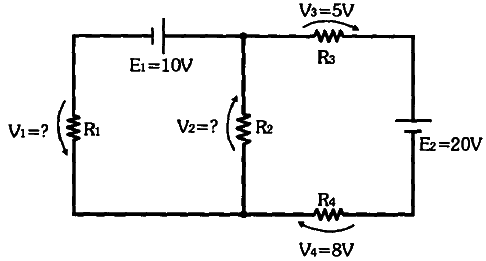 V3=5V
R3
E1=10V
V1=?
R1
V2=?
R2
E2=20V
R4
V4=8V